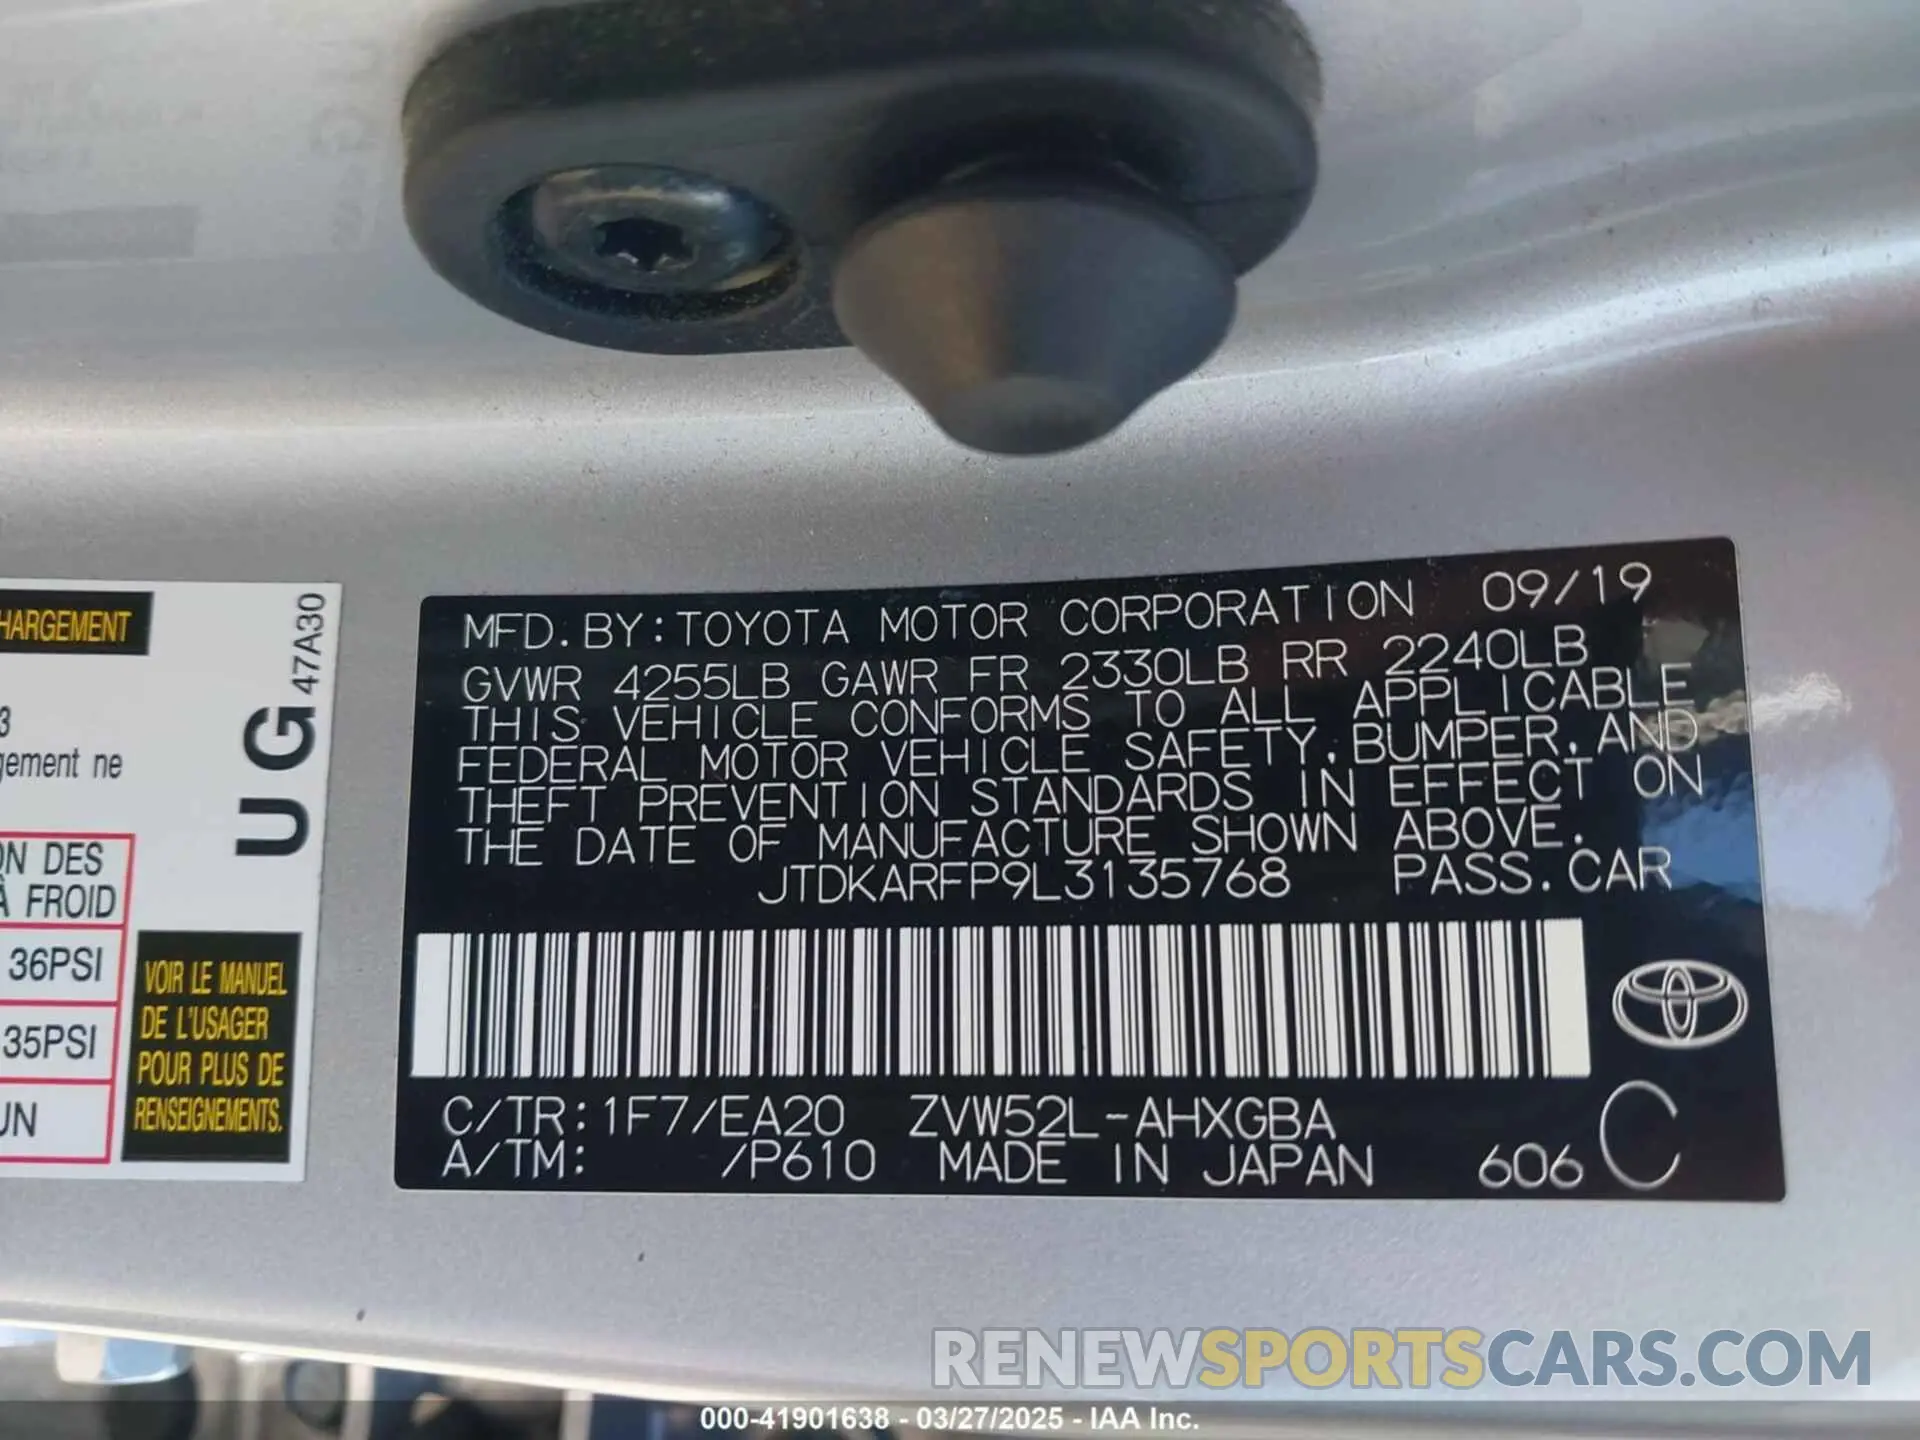 HARGEMENT
3
gement ne
UG 47A30
ON DES
À FROID
36PSI
35PSI
UN
VOIR LE MANUEL
DE L'USAGER
POUR PLUS DE
RENSEIGNEMENTS.
MFD. BY: TOYOTA MOTOR CORPORATION 09/19
GVWR 4255LB GAWR FR 2330LB RR 2240LB
THIS VEHICLE CONFORMS TO ALL APPLICABLE
FEDERAL MOTOR VEHICLE SAFETY, BUMPER, AND
THEFT PREVENTION STANDARDS IN EFFECT ON
THE DATE OF MANUFACTURE SHOWN ABOVE.
JTDKARFP9L3135768 PASS. CAR
C/TR: 1F7/EA20 ZVW52L-AHXGBA
A/TM: /P610 MADE IN JAPAN 606 C
RENEWSPORTSCARS.COM
000-41901638 - 03/27/2025 - IAA Inc.